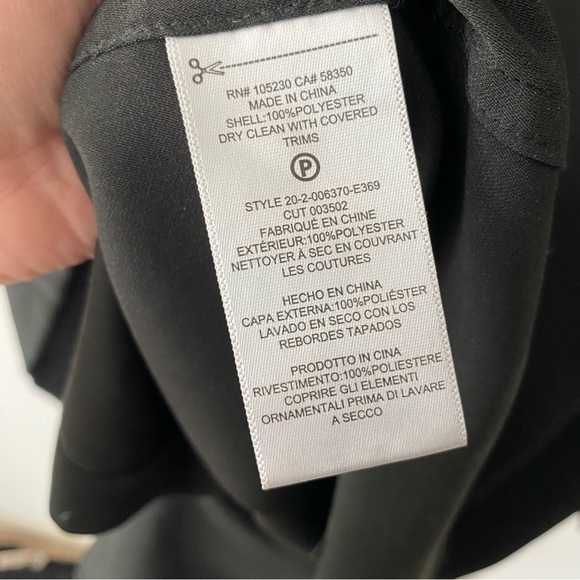 RN# 105230 CA# 58350
MADE IN CHINA
SHELL:100%POLYESTER
DRY CLEAN WITH COVERED
TRIMS
P
STYLE 20-2-006370-E369
CUT 003502
FABRIQUÉ EN CHINE
EXTÉRIEUR:100%POLYESTER
NETTOYER À SEC EN COUVRANT
LES COUTURES
HECHO EN CHINA
CAPA EXTERNA:100%POLIÉSTER
LAVADO EN SECO CON LOS
REBORDES TAPADOS
PRODOTTO IN CINA
RIVESTIMENTO:100%POLIESTERE
COPRIRE GLI ELEMENTI
ORNAMENTALI PRIMA DI LAVARE
A SECCO